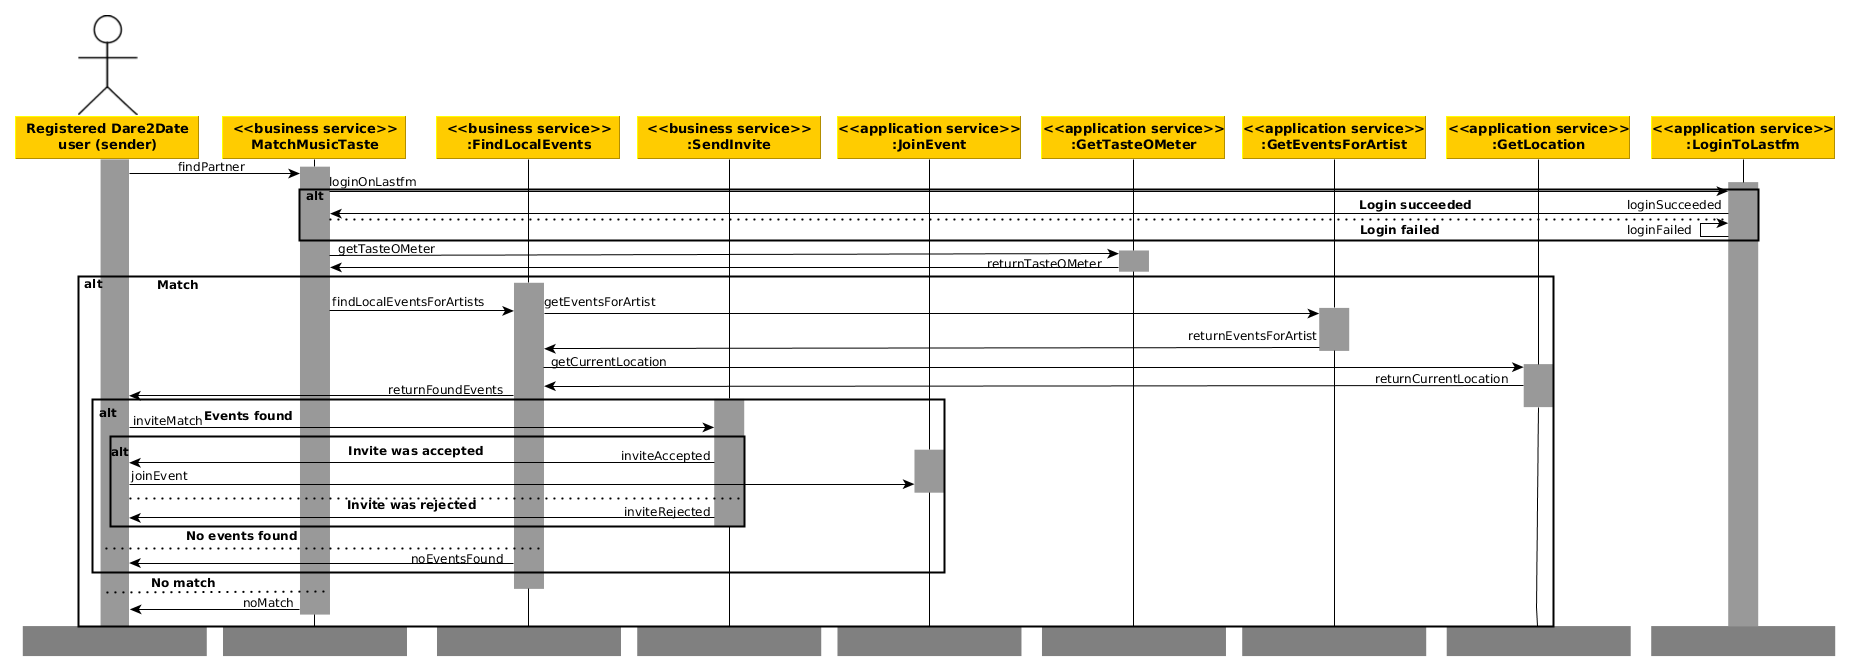 Registered Dare2Date
user (sender)
<<business service>>
MatchMusicTaste
<<business service>>
:FindLocalEvents
<<business service>>
:SendInvite
<<application service>>
:JoinEvent
<<application service>>
:GetTasteOMeter
<<application service>>
:GetEventsForArtist
<<application service>>
:GetLocation
<<application service>>
:LoginToLastfm
findPartner
loginOnLastfm
alt
Login succeeded
loginSucceeded
Login failed
loginFailed
getTasteOMeter
returnTasteOMeter
alt
Match
findLocalEventsForArtists
getEventsForArtist
returnEventsForArtist
getCurrentLocation
returnCurrentLocation
returnFoundEvents
alt
Events found
inviteMatch
alt
Invite was accepted
inviteAccepted
joinEvent
Invite was rejected
inviteRejected
No events found
noEventsFound
No match
noMatch